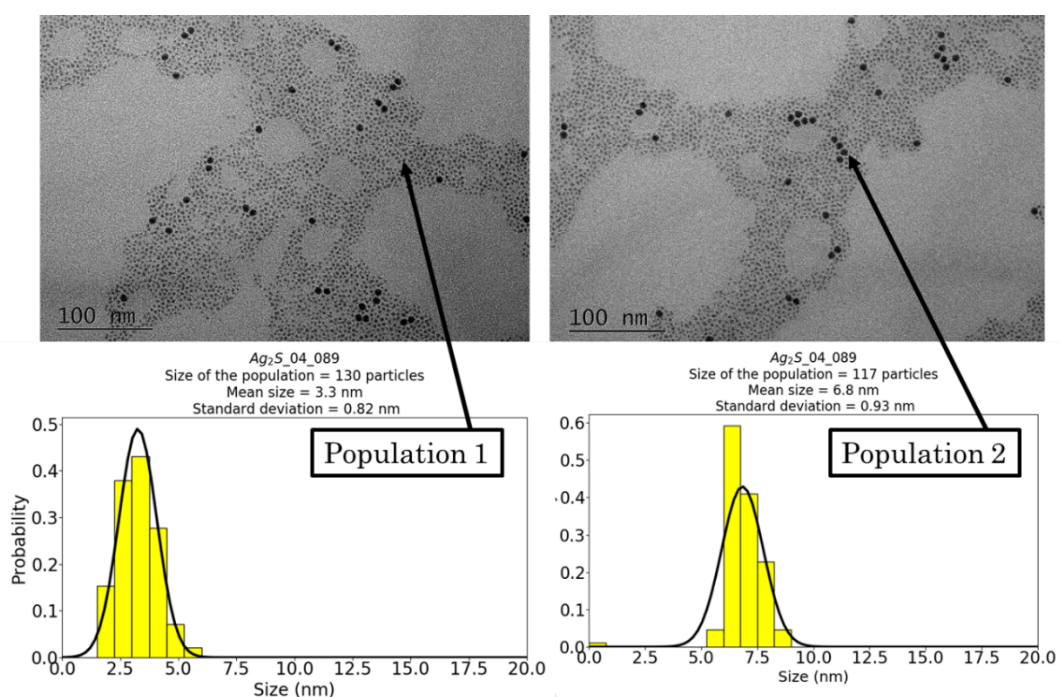 100 nm
100 nm
Ag₂S_04_089
Size of the population = 130 particles
Mean size = 3.3 nm
Standard deviation = 0.82 nm
Population 1
0.5
0.4
0.3
0.2
0.1
0.0
Probability
0.0 2.5 5.0 7.5 10.0 12.5 15.0 17.5 20.0
Size (nm)
Ag₂S_04_089
Size of the population = 117 particles
Mean size = 6.8 nm
Standard deviation = 0.93 nm
Population 2
0.6
0.5
0.4
0.3
0.2
0.1
0.0
0.0 2.5 5.0 7.5 10.0 12.5 15.0 17.5 20.0
Size (nm)